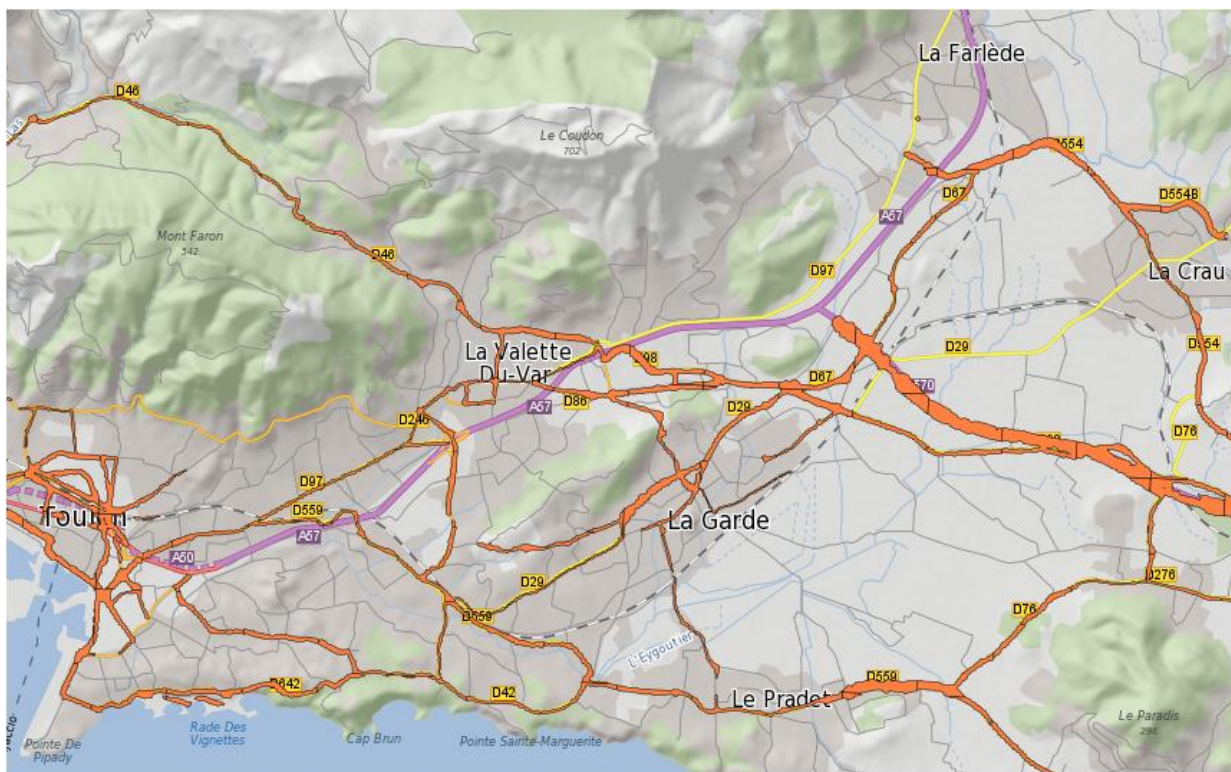 La Farlède
D46
Las
Le Coudon
702
D554
D67
D554B
A57
Mont Faron
542
D46
D97
La Crau
La Valette
Du-Var
D98
D67
D29
D554
A57
D86
D29
D76
D246
D97
Toulon
D559
A57
La Garde
A50
D29
D276
D559
D76
L'Eygoutier
D642
D42
Le Pradet
D559
Le Paradis
298
Rade Des
Vignettes
Cap Brun
Pointe Sainte-Marguerite
Pointe De
Pipady